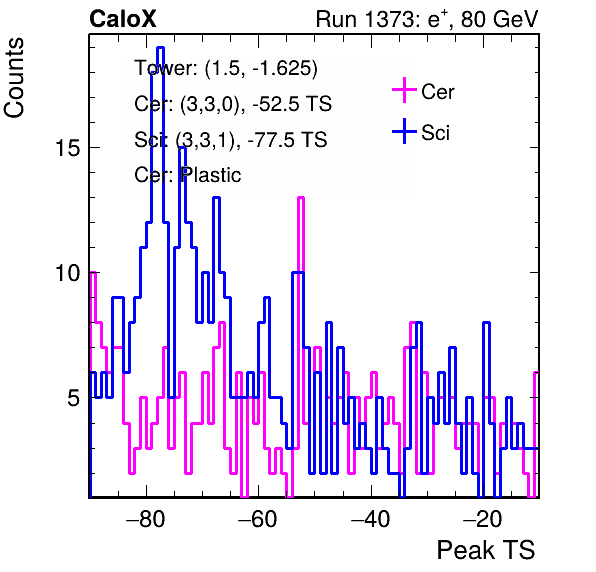 CaloX Run 1373: e+, 80 GeV
Counts
Tower: (1.5, -1.625)
Cer: (3,3,0), -52.5 TS
Sci: (3,3,1), -77.5 TS
Cer: Plastic
Cer
Sci
15
10
5
−80 −60 −40 −20
Peak TS